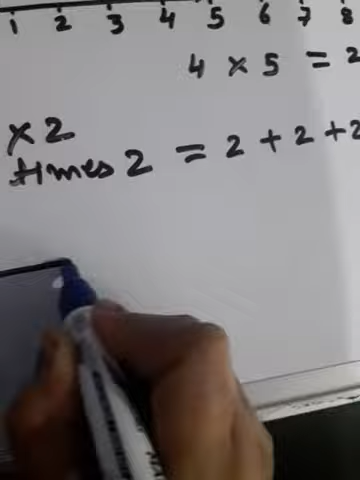 1 2 3 4 5 6 7 8
4 × 5 = 2
× 2
times 2 = 2 + 2 + 2